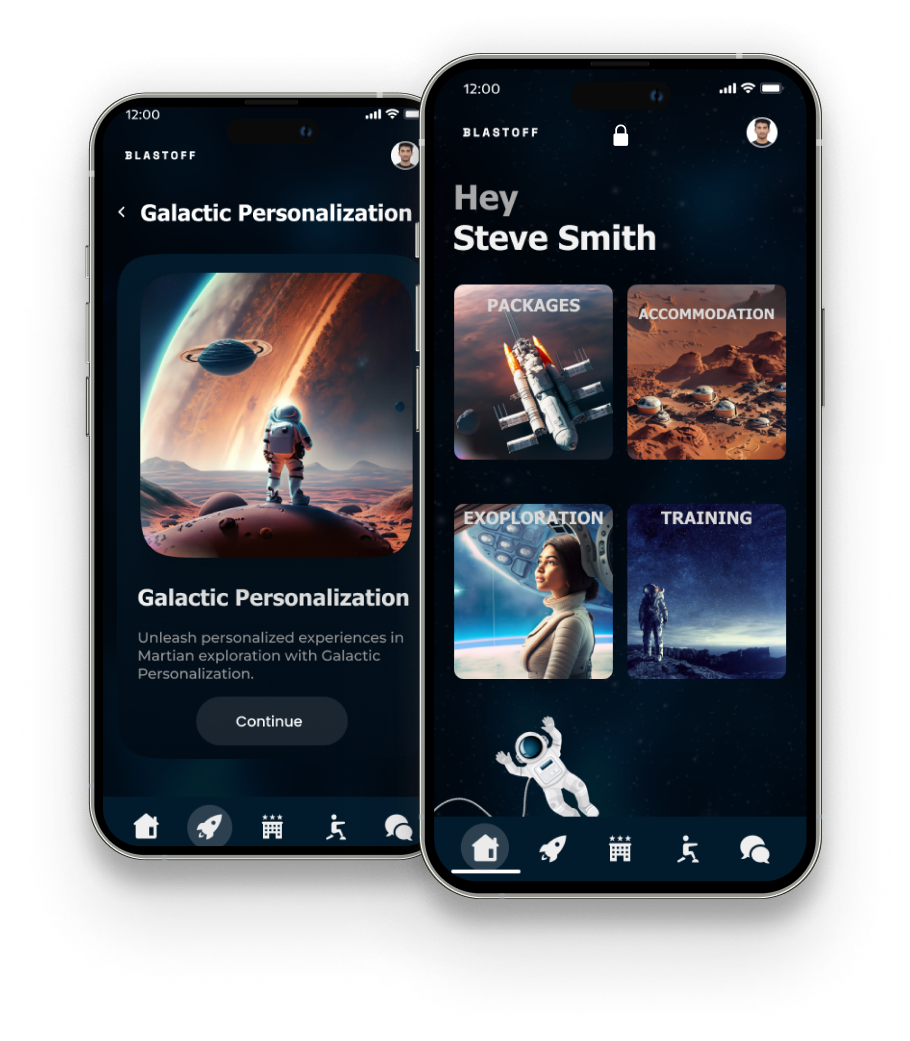 12:00
BLASTOFF
Galactic Personalization
Galactic Personalization
Unleash personalized experiences in
Martian exploration with Galactic
Personalization.
Continue
12:00
BLASTOFF
Hey
Steve Smith
PACKAGES
ACCOMMODATION
EXOPLORATION
TRAINING